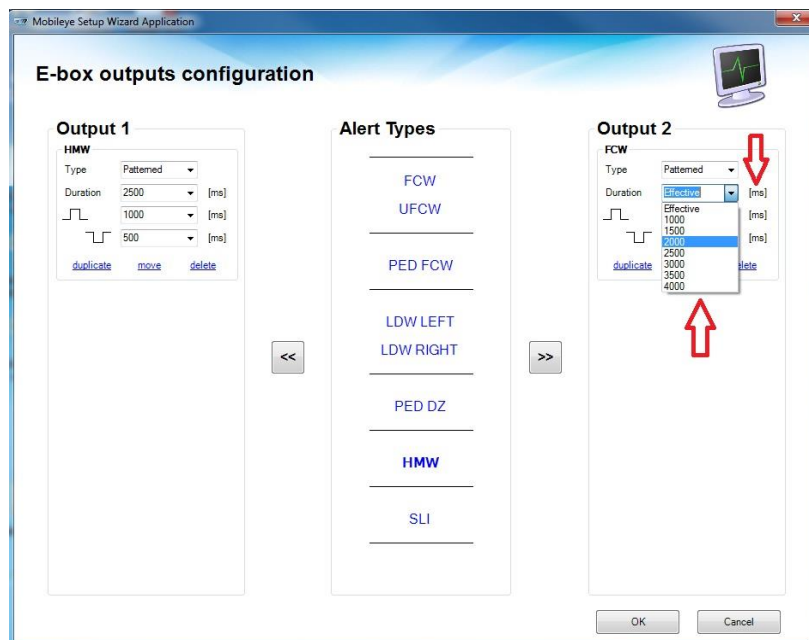 Mobileye Setup Wizard Application
E-box outputs configuration
Output 1
HMW
Type Patterned
Duration 2500 [ms]
1000 [ms]
500 [ms]
duplicate move delete
Alert Types
FCW
UFCW
PED FCW
LDW LEFT
LDW RIGHT
PED DZ
HMW
SLI
<<
>>
Output 2
FCW
Type Patterned
Duration Effective [ms]
Effective
1000
1500
2000
2500
3000
3500
4000
[ms]
[ms]
duplicate elete
OK Cancel